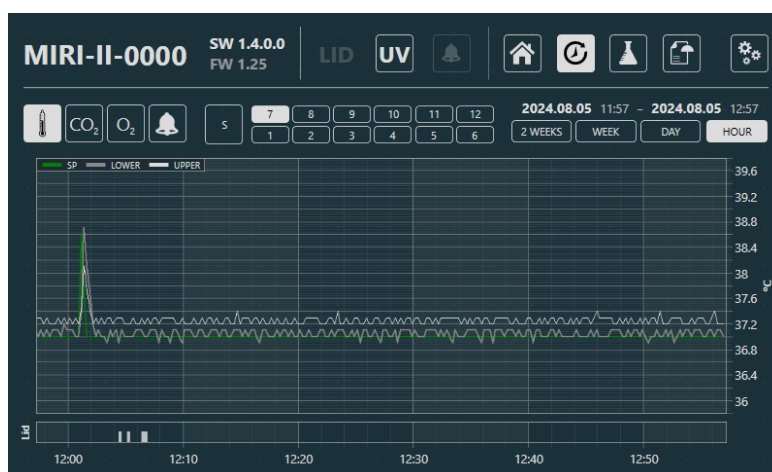 MIRI-II-0000 SW 1.4.0.0 LID UV
FW 1.25
CO2 O2 S 7 8 9 10 11 12 2024.08.05 11:57 - 2024.08.05 12:57
1 2 3 4 5 6 2 WEEKS WEEK DAY HOUR
SP LOWER UPPER
39.6
39.2
38.8
38.4
38
°C
37.6
37.2
36.8
36.4
36
Lid
12:00 12:10 12:20 12:30 12:40 12:50